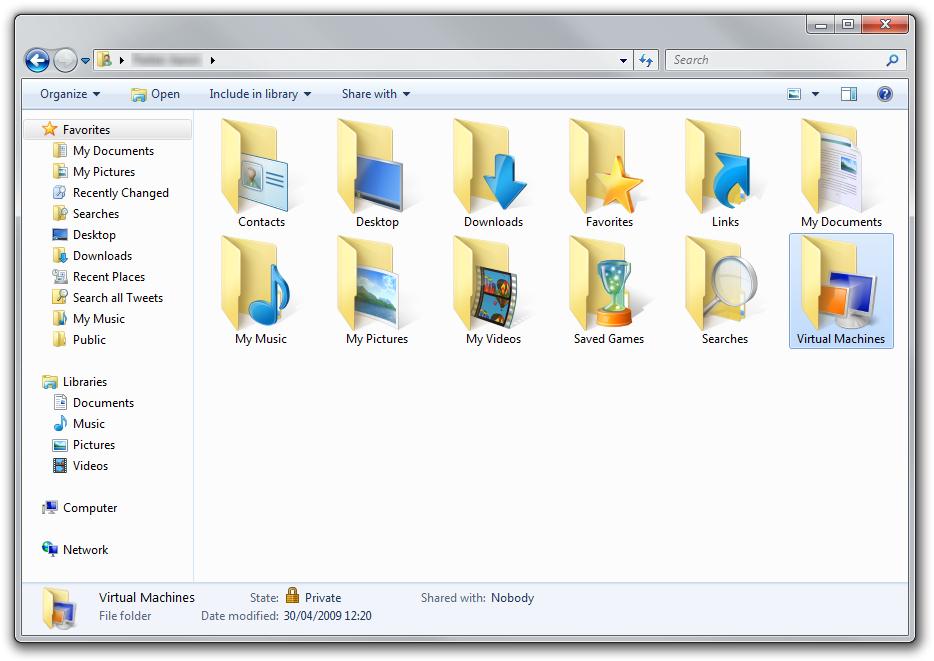 Search
Organize Open Include in library Share with
Favorites
My Documents
My Pictures
Recently Changed
Searches
Desktop
Downloads
Recent Places
Search all Tweets
My Music
Public
Libraries
Documents
Music
Pictures
Videos
Computer
Network
Contacts Desktop Downloads Favorites Links My Documents
My Music My Pictures My Videos Saved Games Searches Virtual Machines
Virtual Machines State: Private Shared with: Nobody
File folder Date modified: 30/04/2009 12:20